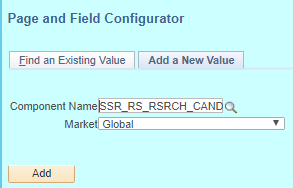 Page and Field Configurator
Find an Existing Value Add a New Value
Component Name SSR_RS_RSRCH_CAND
Market Global
Add